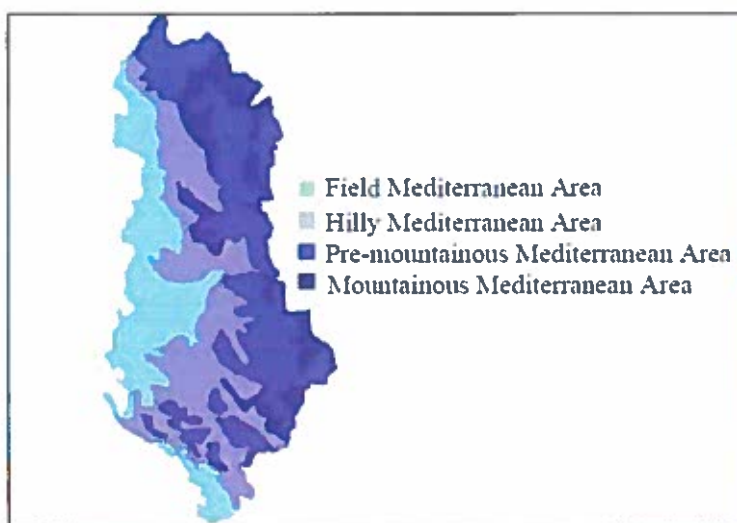 Field Mediterranean Area
Hilly Mediterranean Area
Pre-mountainous Mediterranean Area
Mountainous Mediterranean Area